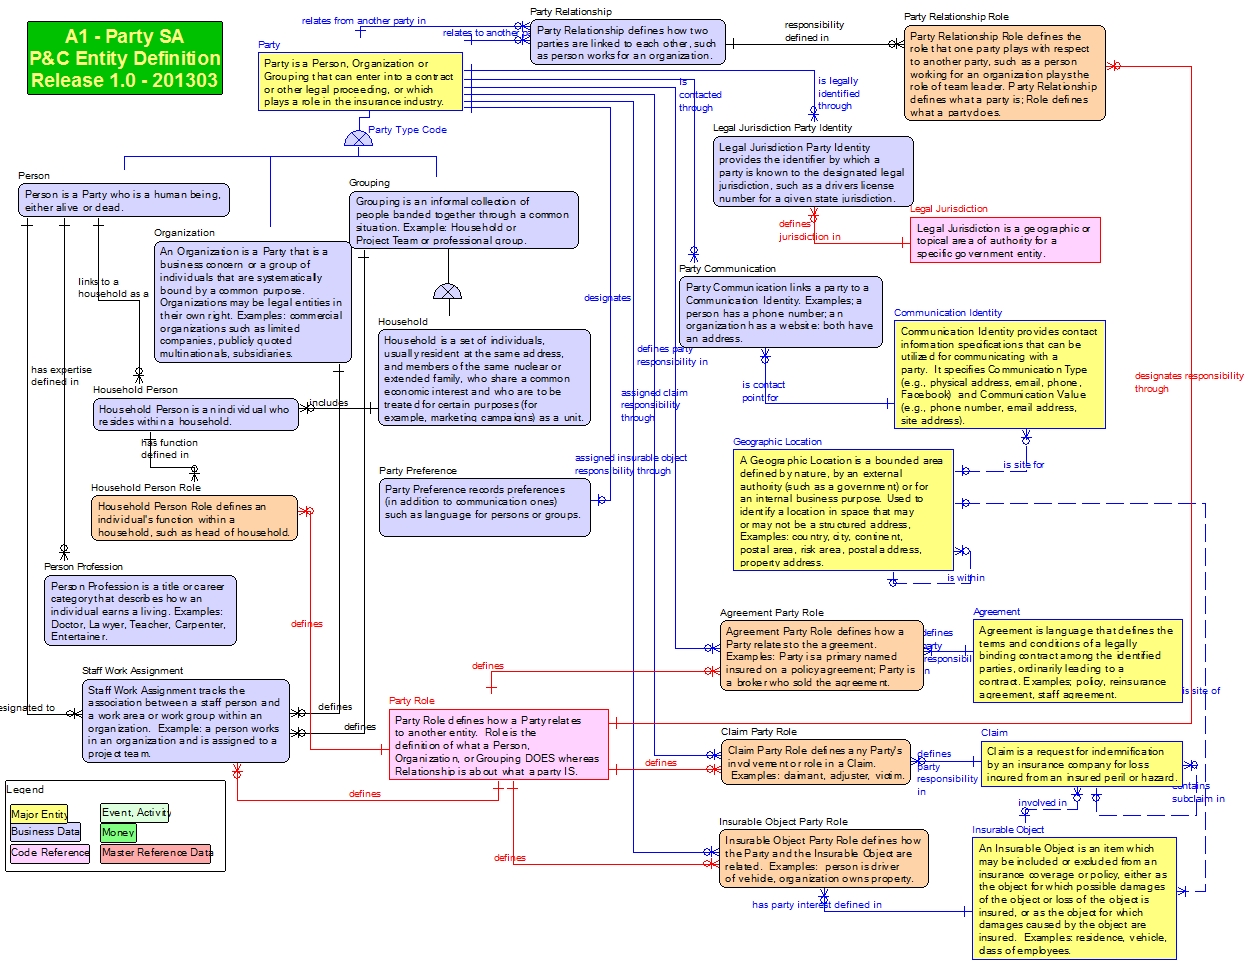 A1 - Party SA
P&C Entity Definition
Release 1.0 - 201303
relates from another party in
relates to another p
Party
Party is a Person, Organization or
Grouping that can enter into a contract
or other legal proceeding, or which
plays a role in the insurance industry.
Party Type Code
Party Relationship
Party Relationship defines how two
parties are linked to each other, such
as person works for an organization.
responsibility
defined in
Party Relationship Role
Party Relationship Role defines the
role that one party plays with respect
to another party, such as a person
working for an organization plays the
role of team leader. Party Relationship
defines what a party is; Role defines
what a party does.
is
contacted
through
is legally
identified
through
Legal Jurisdiction Party Identity
Legal Jurisdiction Party Identity
provides the identifier by which a
party is known to the designated legal
jurisdiction, such as a drivers license
number for a given state jurisdiction.
defines
jurisdiction in
Legal Jurisdiction
Legal Jurisdiction is a geographic or
topical area of authority for a
specific government entity.
Person
Person is a Party who is a human being,
either alive or dead.
Grouping
Grouping is an informal collection of
people banded together through a common
situation. Example: Household or
Project Team or professional group.
Organization
An Organization is a Party that is a
business concern or a group of
individuals that are systematically
bound by a common purpose.
Organizations may be legal entities in
their own right. Examples: commercial
organizations such as limited
companies, publicly quoted
multinationals, subsidiaries.
links to a
household as a
has expertise
defined in
Household
Household is a set of individuals,
usually resident at the same address,
and members of the same nuclear or
extended family, who share a common
economic interest and who are to be
treated for certain purposes (for
example, marketing campaigns) as a unit.
Household Person
Household Person is an individual who
resides within a household.
includes
has function
defined in
Household Person Role
Household Person Role defines an
individual's function within a
household, such as head of household.
Party Preference
Party Preference records preferences
(in addition to communication ones)
such as language for persons or groups.
designates
defines party
responsibility in
assigned claim
responsibility
through
assigned insurable object
responsibility through
Party Communication
Party Communication links a party to a
Communication Identity. Examples; a
person has a phone number; an
organization has a website: both have
an address.
is contact
point for
Communication Identity
Communication Identity provides contact
information specifications that can be
utilized for communicating with a
party. It specifies Communication Type
(e.g., physical address, email, phone,
Facebook) and Communication Value
(e.g., phone number, email address,
site address).
designates responsibility
through
Geographic Location
A Geographic Location is a bounded area
defined by nature, by an external
authority (such as a government) or for
an internal business purpose. Used to
identify a location in space that may
or may not be a structured address,
Examples: country, city, continent,
postal area, risk area, postal address,
property address.
is site for
is within
Person Profession
Person Profession is a title or career
category that describes how an
individual earns a living. Examples:
Doctor, Lawyer, Teacher, Carpenter,
Entertainer.
defines
Staff Work Assignment
Staff Work Assignment tracks the
association between a staff person and
a work area or work group within an
organization. Example: a person works
in an organization and is assigned to a
project team.
esignated to
defines
defines
defines
Party Role
Party Role defines how a Party relates
to another entity. Role is the
definition of what a Person,
Organization, or Grouping DOES whereas
Relationship is about what a party IS.
defines
defines
defines
Agreement Party Role
Agreement Party Role defines how a
Party relates to the agreement.
Examples: Party is a primary named
insured on a policy agreement; Party is
a broker who sold the agreement.
defines
party
responsibil
in
Agreement
Agreement is language that defines the
terms and conditions of a legally
binding contract among the identified
parties, ordinarily leading to a
contract. Examples; policy, reinsurance
agreement, staff agreement.
is site of
Claim Party Role
Claim Party Role defines any Party's
involvement or role in a Claim.
Examples: claimant, adjuster, victim.
defines
party
responsibility
in
Claim
Claim is a request for indemnification
by an insurance company for loss
incured from an insured peril or hazard.
contains
subclaim in
involved in
Insurable Object Party Role
Insurable Object Party Role defines how
the Party and the Insurable Object are
related. Examples: person is driver
of vehicle, organization owns property.
has party interest defined in
Insurable Object
An Insurable Object is an item which
may be included or excluded from an
insurance coverage or policy, either as
the object for which possible damages
of the object or loss of the object is
insured, or as the object for which
damages caused by the object are
insured. Examples: residence, vehicle,
class of employees.
Legend
Major Entity
Event, Activity
Business Data
Money
Code Reference
Master Reference Data